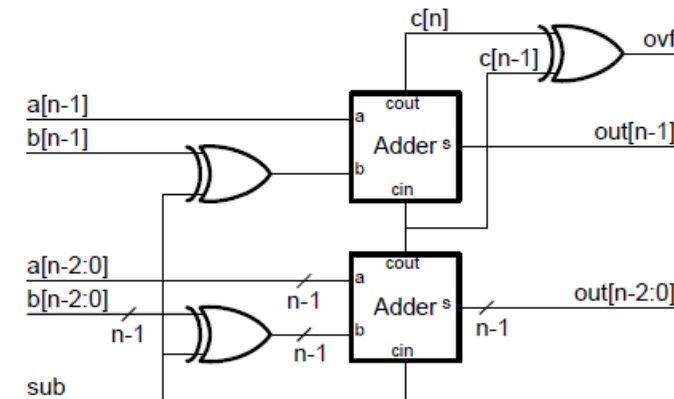 c[n]
ovf
c[n-1]
a[n-1]
cout
a
b[n-1]
Adder s
out[n-1]
b
cin
a[n-2:0]
cout
a
n-1
b[n-2:0]
Adder s
out[n-2:0]
n-1
b
n-1
n-1
cin
sub